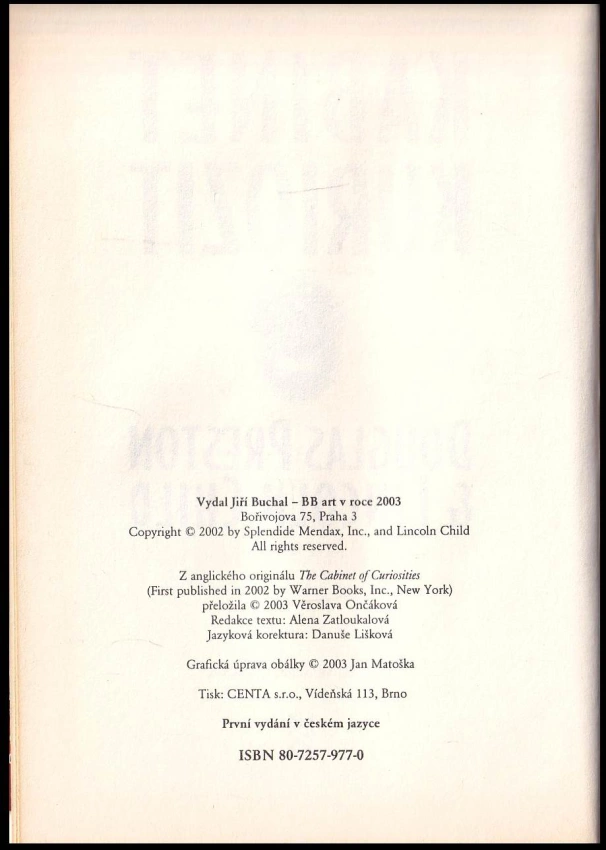 Vydal Jiří Buchal – BB art v roce 2003
Bořivojova 75, Praha 3
Copyright © 2002 by Splendide Mendax, Inc., and Lincoln Child
All rights reserved.
Z anglického originálu The Cabinet of Curiosities
(First published in 2002 by Warner Books, Inc., New York)
přeložila © 2003 Věroslava Ončáková
Redakce textu: Alena Zatloukalová
Jazyková korektura: Danuše Lišková
Grafická úprava obálky © 2003 Jan Matoška
Tisk: CENTA s.r.o., Vídeňská 113, Brno
První vydání v českém jazyce
ISBN 80-7257-977-0